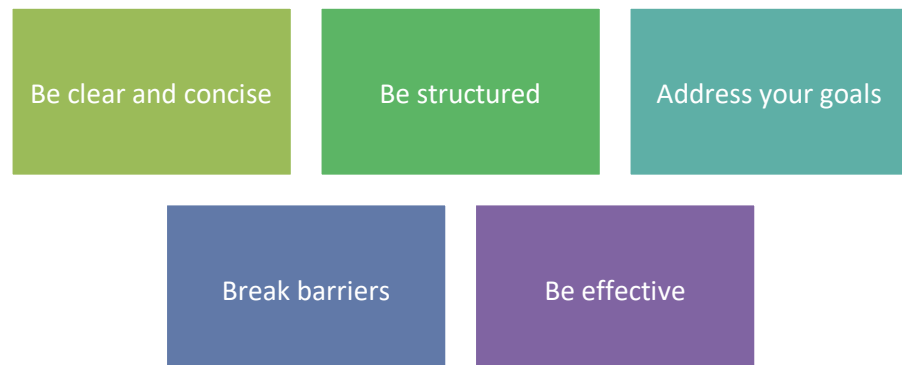 Be clear and concise
Be structured
Address your goals
Break barriers
Be effective